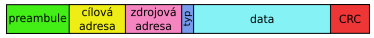 preambule
cílová
adresa
zdrojová
adresa
typ
data
CRC